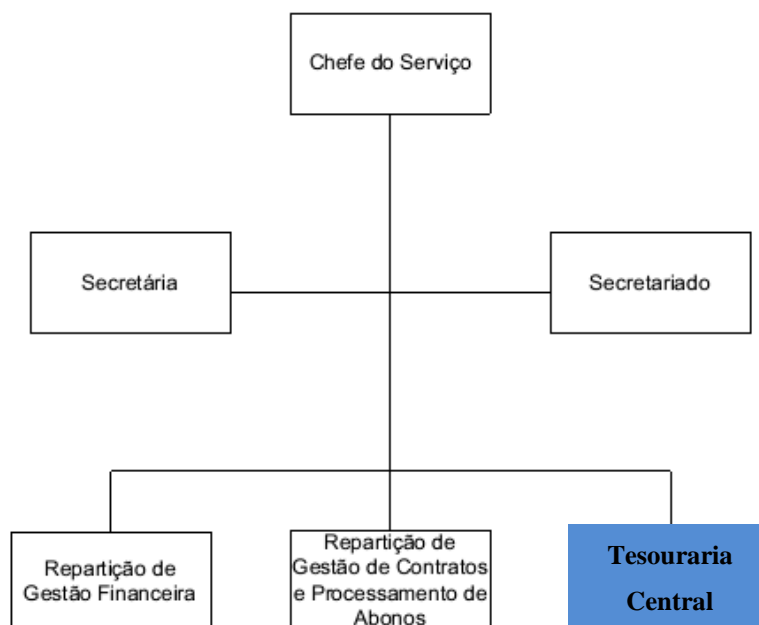 Chefe do Serviço
Secretária
Secretariado
Repartição de
Gestão Financeira
Repartição de
Gestão de Contratos
e Processamento de
Abonos
Tesouraria
Central